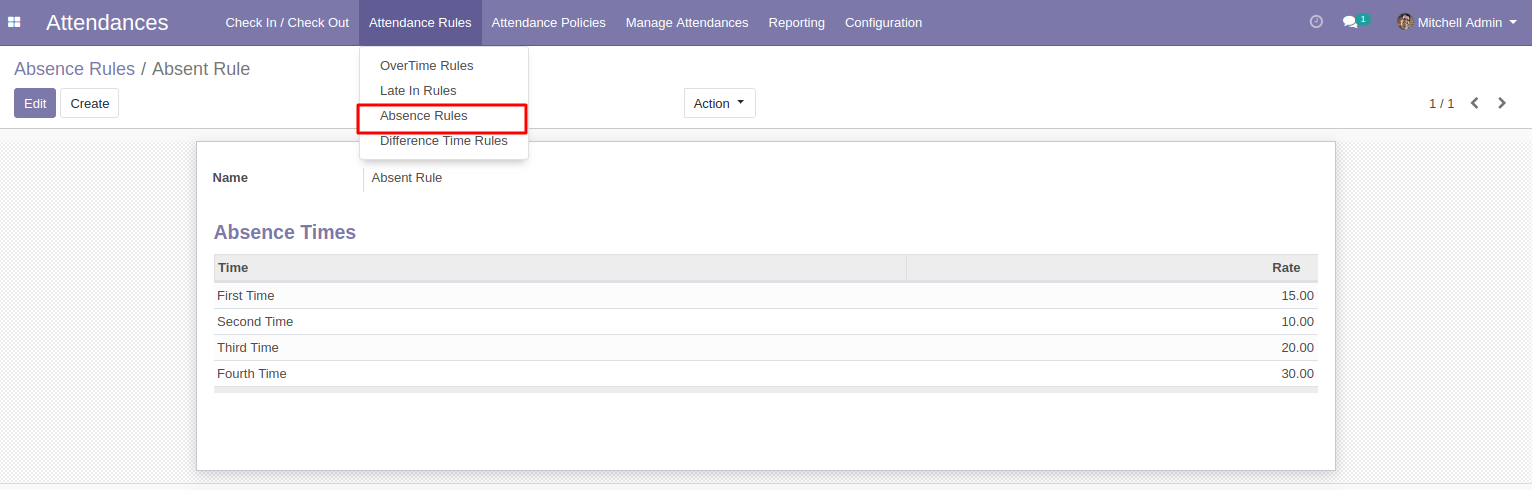 Attendances Check In / Check Out Attendance Rules Attendance Policies Manage Attendances Reporting Configuration 1 Mitchell Admin
OverTime Rules
Late In Rules
Absence Rules
Difference Time Rules
Absence Rules / Absent Rule
Edit Create Action 1 / 1
Name Absent Rule
Absence Times
Time Rate
First Time 15.00
Second Time 10.00
Third Time 20.00
Fourth Time 30.00